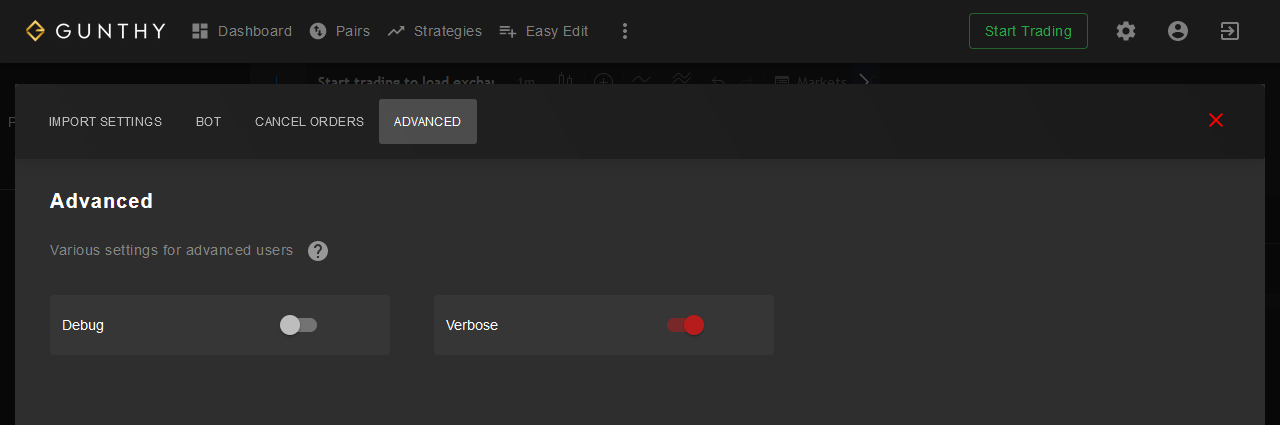 GUNTHY Dashboard Pairs Strategies Easy Edit Start Trading
Start trading to load excha 1m Markets
P
IMPORT SETTINGS BOT CANCEL ORDERS ADVANCED
Advanced
Various settings for advanced users ?
Debug Verbose